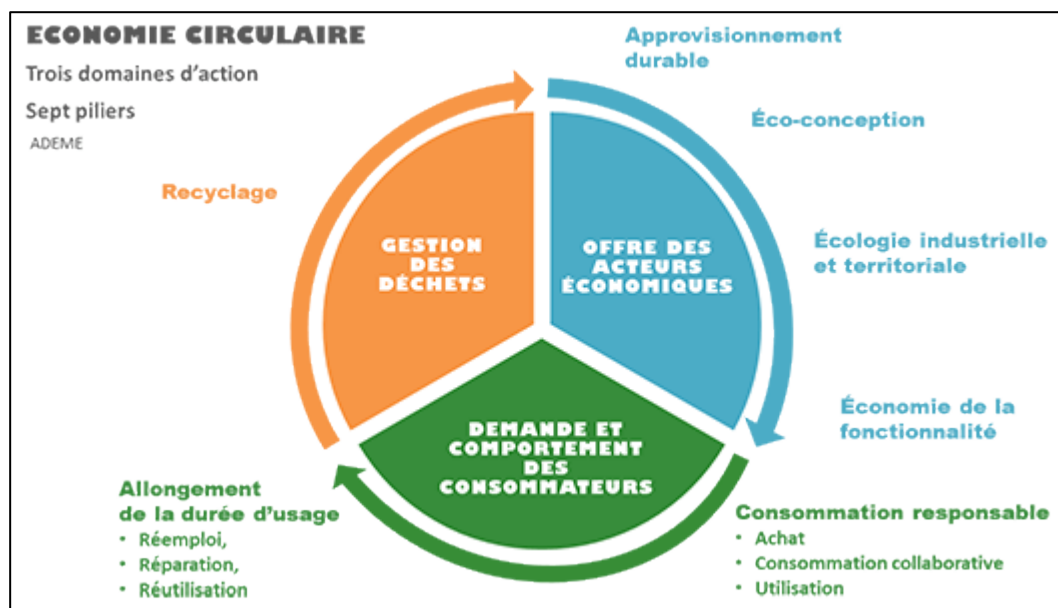 ECONOMIE CIRCULAIRE
Trois domaines d'action
Sept piliers
ADEME
Approvisionnement
durable
Éco-conception
Écologie industrielle
et territoriale
Économie de la
fonctionnalité
OFFRE DES
ACTEURS
ÉCONOMIQUES
Consommation responsable
• Achat
• Consommation collaborative
• Utilisation
DEMANDE ET
COMPORTEMENT
DES
CONSOMMATEURS
Allongement
de la durée d'usage
• Réemploi,
• Réparation,
• Réutilisation
Recyclage
GESTION
DES
DÉCHETS